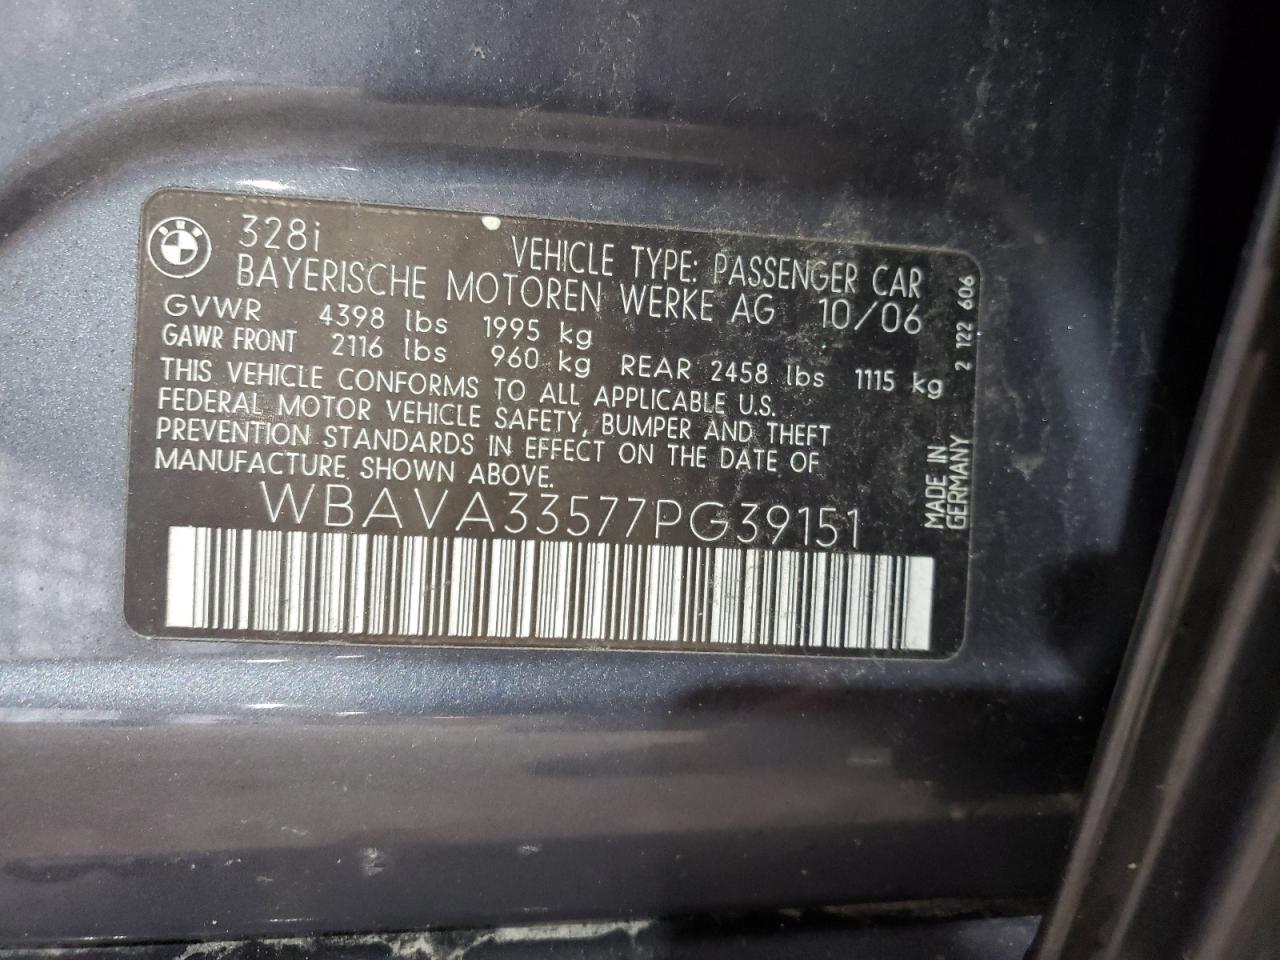 328i
VEHICLE TYPE: PASSENGER CAR
BAYERISCHE MOTOREN WERKE AG 10/06
GVWR 4398 lbs 1995 kg
GAWR FRONT 2116 lbs 960 kg REAR 2458 lbs 1115 kg
THIS VEHICLE CONFORMS TO ALL APPLICABLE U.S.
FEDERAL MOTOR VEHICLE SAFETY, BUMPER AND THEFT
PREVENTION STANDARDS IN EFFECT ON THE DATE OF
MANUFACTURE SHOWN ABOVE.
WBAVA33577PG39151
MADE IN
GERMANY
2 122 606
BMW